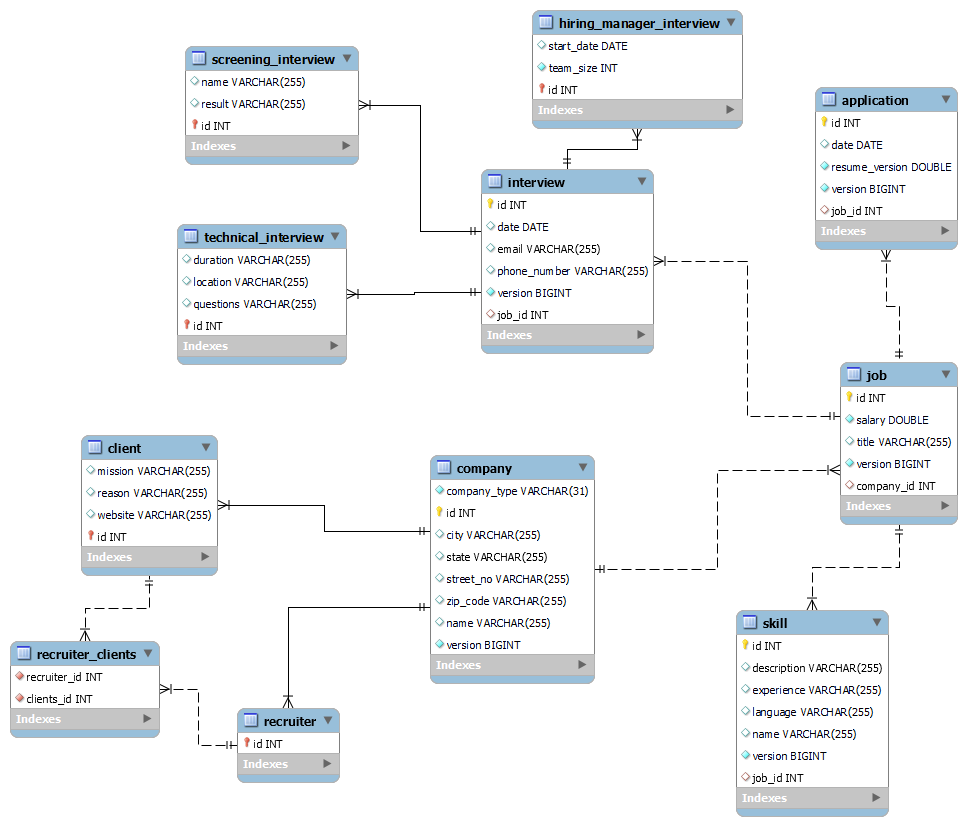 hiring_manager_interview
start_date DATE
team_size INT
id INT
Indexes
screening_interview
name VARCHAR(255)
result VARCHAR(255)
id INT
Indexes
application
id INT
date DATE
resume_version DOUBLE
version BIGINT
job_id INT
Indexes
interview
id INT
date DATE
email VARCHAR(255)
phone_number VARCHAR(255)
version BIGINT
job_id INT
Indexes
technical_interview
duration VARCHAR(255)
location VARCHAR(255)
questions VARCHAR(255)
id INT
Indexes
job
id INT
salary DOUBLE
title VARCHAR(255)
version BIGINT
company_id INT
Indexes
client
mission VARCHAR(255)
reason VARCHAR(255)
website VARCHAR(255)
id INT
Indexes
company
company_type VARCHAR(31)
id INT
city VARCHAR(255)
state VARCHAR(255)
street_no VARCHAR(255)
zip_code VARCHAR(255)
name VARCHAR(255)
version BIGINT
Indexes
recruiter_clients
recruiter_id INT
clients_id INT
Indexes
recruiter
id INT
Indexes
skill
id INT
description VARCHAR(255)
experience VARCHAR(255)
language VARCHAR(255)
name VARCHAR(255)
version BIGINT
job_id INT
Indexes